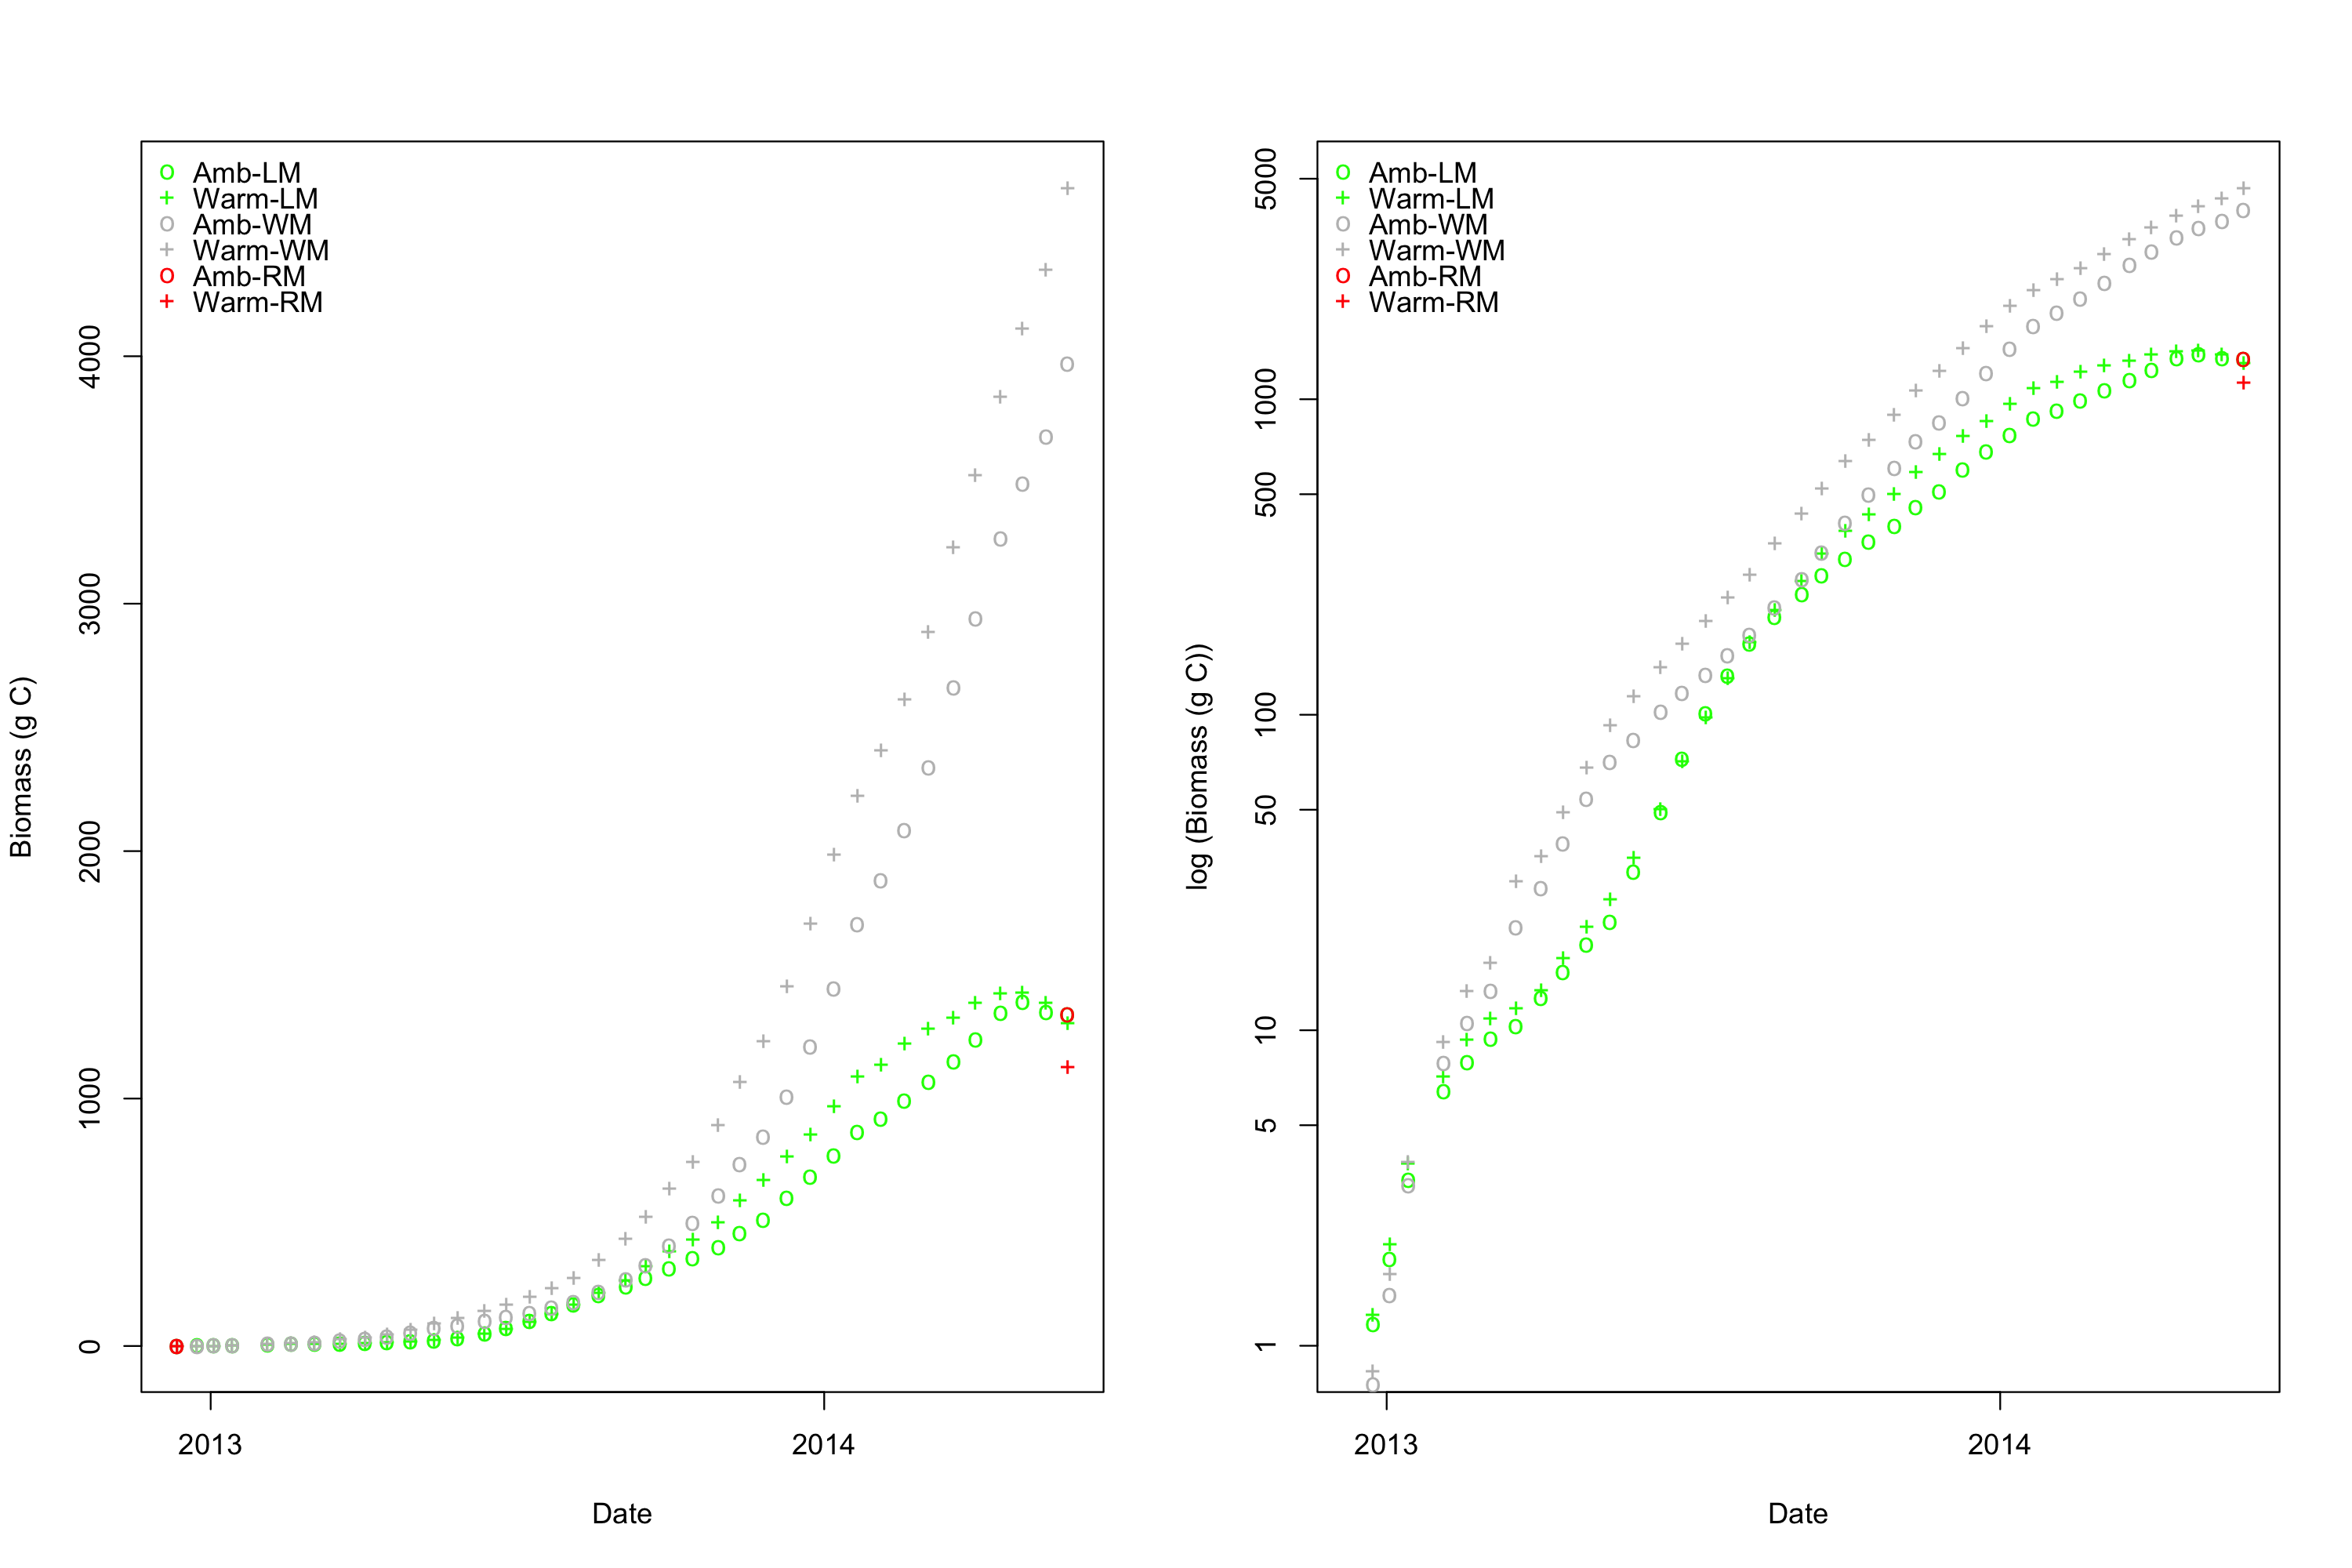 Amb-LM
Warm-LM
Amb-WM
Warm-WM
Amb-RM
Warm-RM
4000
3000
2000
1000
0
Biomass (g C)
2013
2014
Date
Amb-LM
Warm-LM
Amb-WM
Warm-WM
Amb-RM
Warm-RM
5000
1000
500
100
50
10
5
1
log (Biomass (g C))
2013
2014
Date